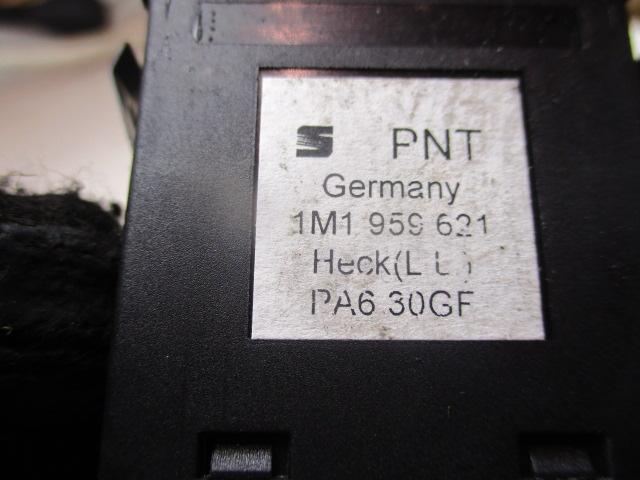 PNT
Germany
1M1 959 621
Heck(L L)
PA6 30GF